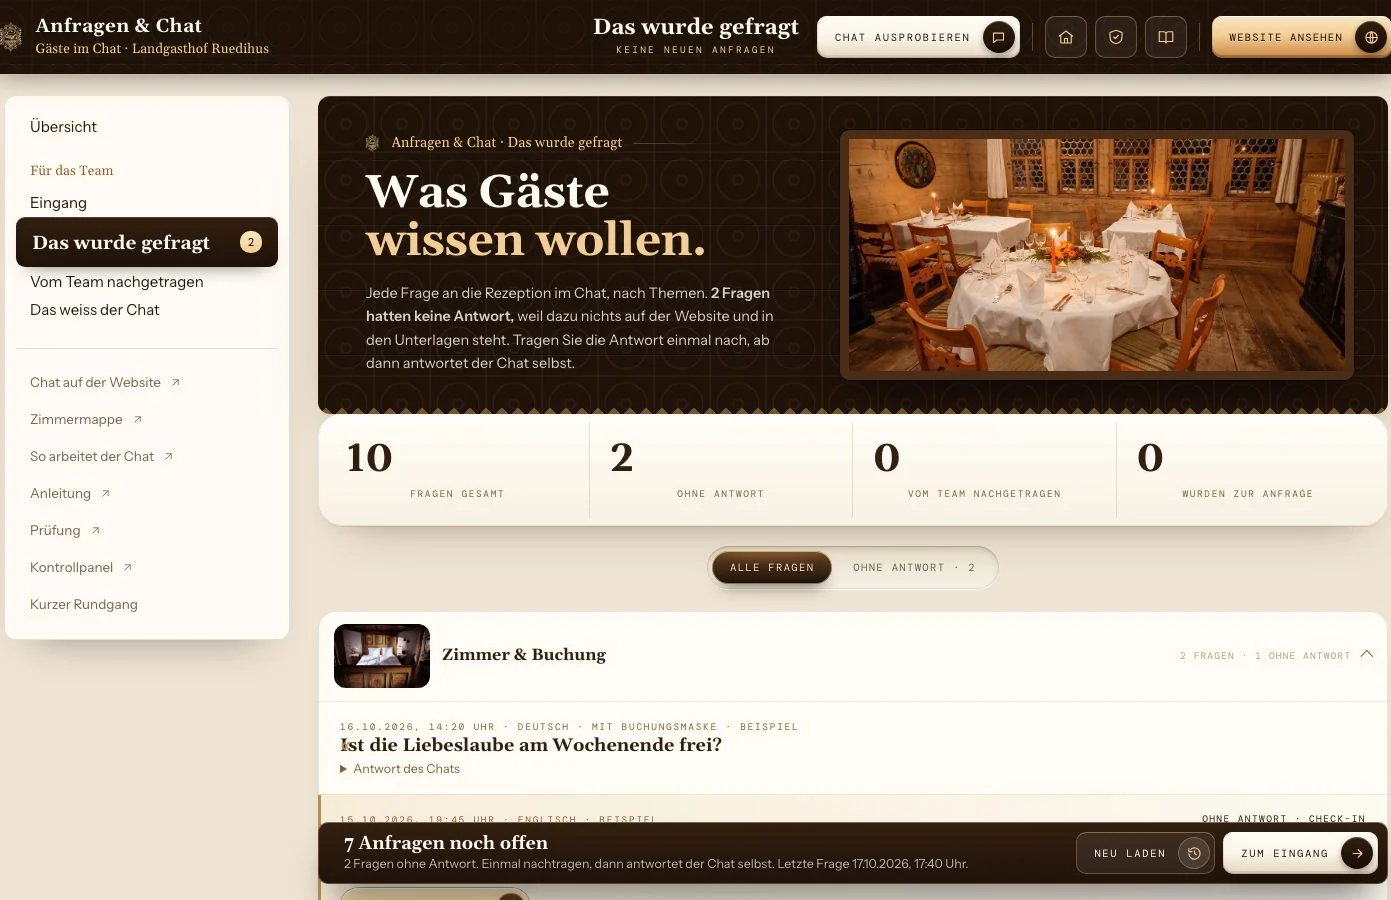 Anfragen & Chat
Gäste im Chat · Landgasthof Ruedihus
Das wurde gefragt
KEINE NEUEN ANFRAGEN
CHAT AUSPROBIEREN
WEBSITE ANSEHEN
Übersicht
Für das Team
Eingang
Das wurde gefragt 2
Vom Team nachgetragen
Das weiss der Chat
Chat auf der Website
Zimmermappe
So arbeitet der Chat
Anleitung
Prüfung
Kontrollpanel
Kurzer Rundgang
Anfragen & Chat · Das wurde gefragt
Was Gäste
wissen wollen.
Jede Frage an die Rezeption im Chat, nach Themen. 2 Fragen
hatten keine Antwort, weil dazu nichts auf der Website und in
den Unterlagen steht. Tragen Sie die Antwort einmal nach, ab
dann antwortet der Chat selbst.
10
FRAGEN GESAMT
2
OHNE ANTWORT
0
VOM TEAM NACHGETRAGEN
0
WURDEN ZUR ANFRAGE
ALLE FRAGEN
OHNE ANTWORT · 2
Zimmer & Buchung
2 FRAGEN · 1 OHNE ANTWORT
16.10.2026, 14:20 UHR · DEUTSCH · MIT BUCHUNGSMASKE · BEISPIEL
Ist die Liebeslaube am Wochenende frei?
Antwort des Chats
15.10.2026, 19:45 UHR · ENGLISCH · BEISPIEL
OHNE ANTWORT · CHECK-IN
7 Anfragen noch offen
2 Fragen ohne Antwort. Einmal nachtragen, dann antwortet der Chat selbst. Letzte Frage 17.10.2026, 17:40 Uhr.
NEU LADEN
ZUM EINGANG